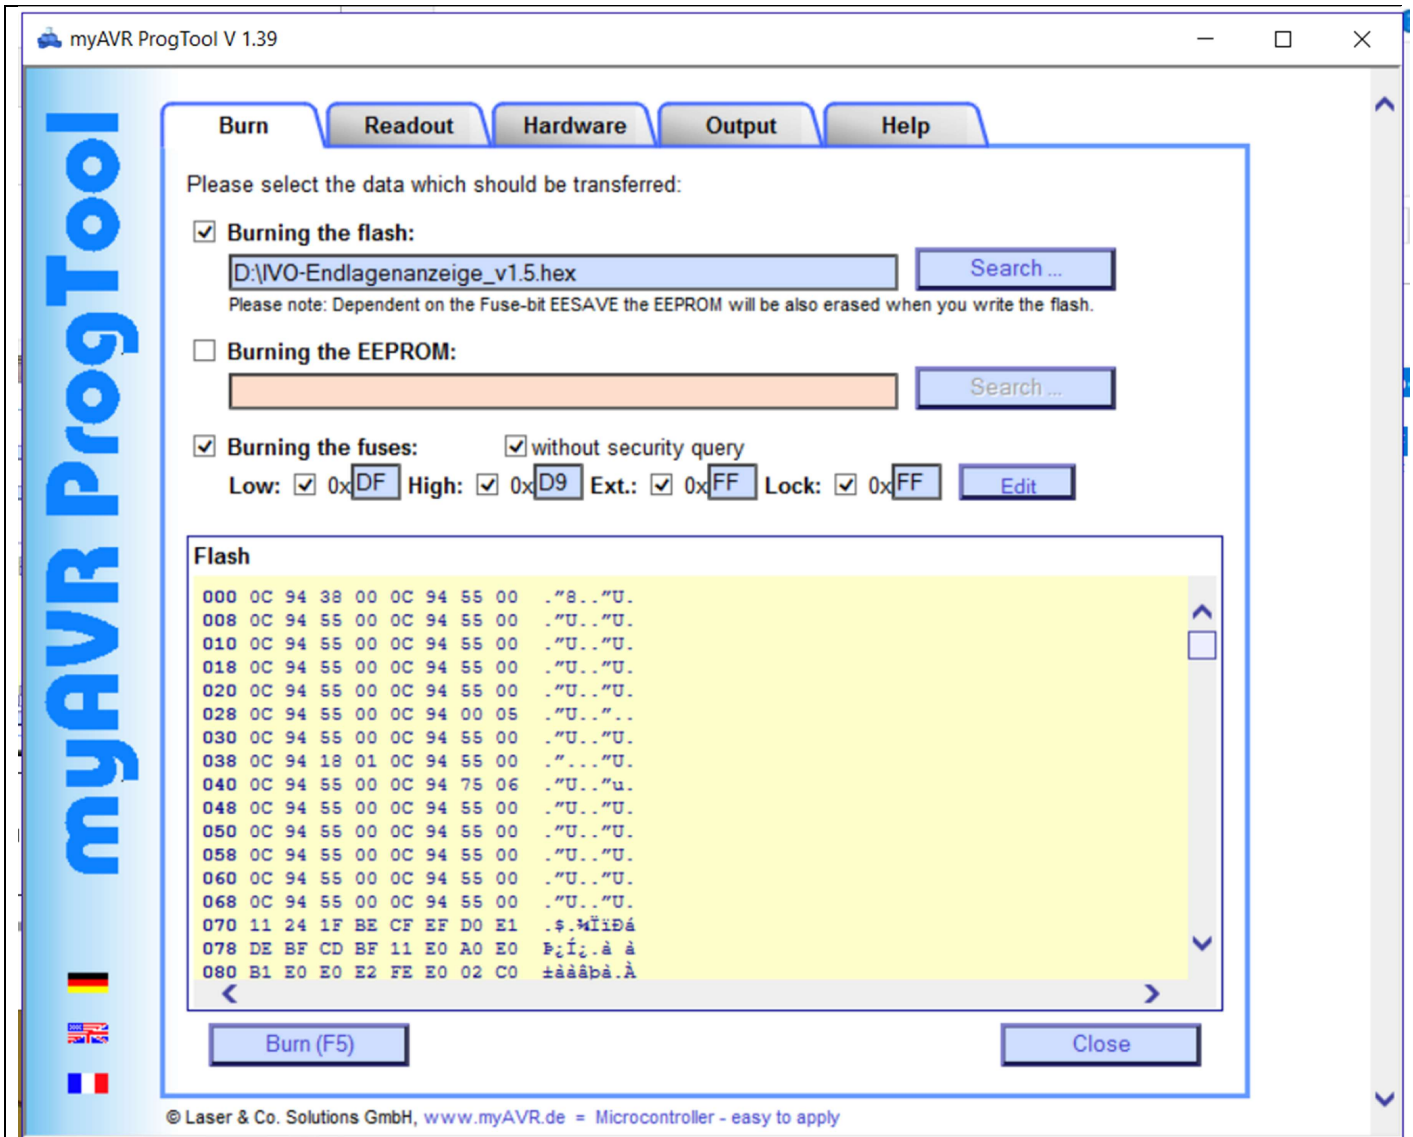 myAVR ProgTool V 1.39
myAVR ProgTool
Burn Readout Hardware Output Help
Please select the data which should be transferred:
Burning the flash:
D:\IVO-Endlagenanzeige_v1.5.hex Search ...
Please note: Dependent on the Fuse-bit EESAVE the EEPROM will be also erased when you write the flash.
Burning the EEPROM:
Search ...
Burning the fuses: without security query
Low: 0x DF High: 0x D9 Ext.: 0x FF Lock: 0x FF Edit
Flash
000 0C 94 38 00 0C 94 55 00 ."8.."U.
008 0C 94 55 00 0C 94 55 00 ."U.."U.
010 0C 94 55 00 0C 94 55 00 ."U.."U.
018 0C 94 55 00 0C 94 55 00 ."U.."U.
020 0C 94 55 00 0C 94 55 00 ."U.."U.
028 0C 94 55 00 0C 94 00 05 ."U.."..
030 0C 94 55 00 0C 94 55 00 ."U.."U.
038 0C 94 18 01 0C 94 55 00 ."..."U.
040 0C 94 55 00 0C 94 75 06 ."U.."u.
048 0C 94 55 00 0C 94 55 00 ."U.."U.
050 0C 94 55 00 0C 94 55 00 ."U.."U.
058 0C 94 55 00 0C 94 55 00 ."U.."U.
060 0C 94 55 00 0C 94 55 00 ."U.."U.
068 0C 94 55 00 0C 94 55 00 ."U.."U.
070 11 24 1F BE CF EF D0 E1 .$.¾ÏïÐá
078 DE BF CD BF 11 E0 A0 E0 Þ¿Í¿.à à
080 B1 E0 E0 E2 FE E0 02 C0 ±ààâþà.À
Burn (F5) Close
© Laser & Co. Solutions GmbH, www.myAVR.de = Microcontroller - easy to apply